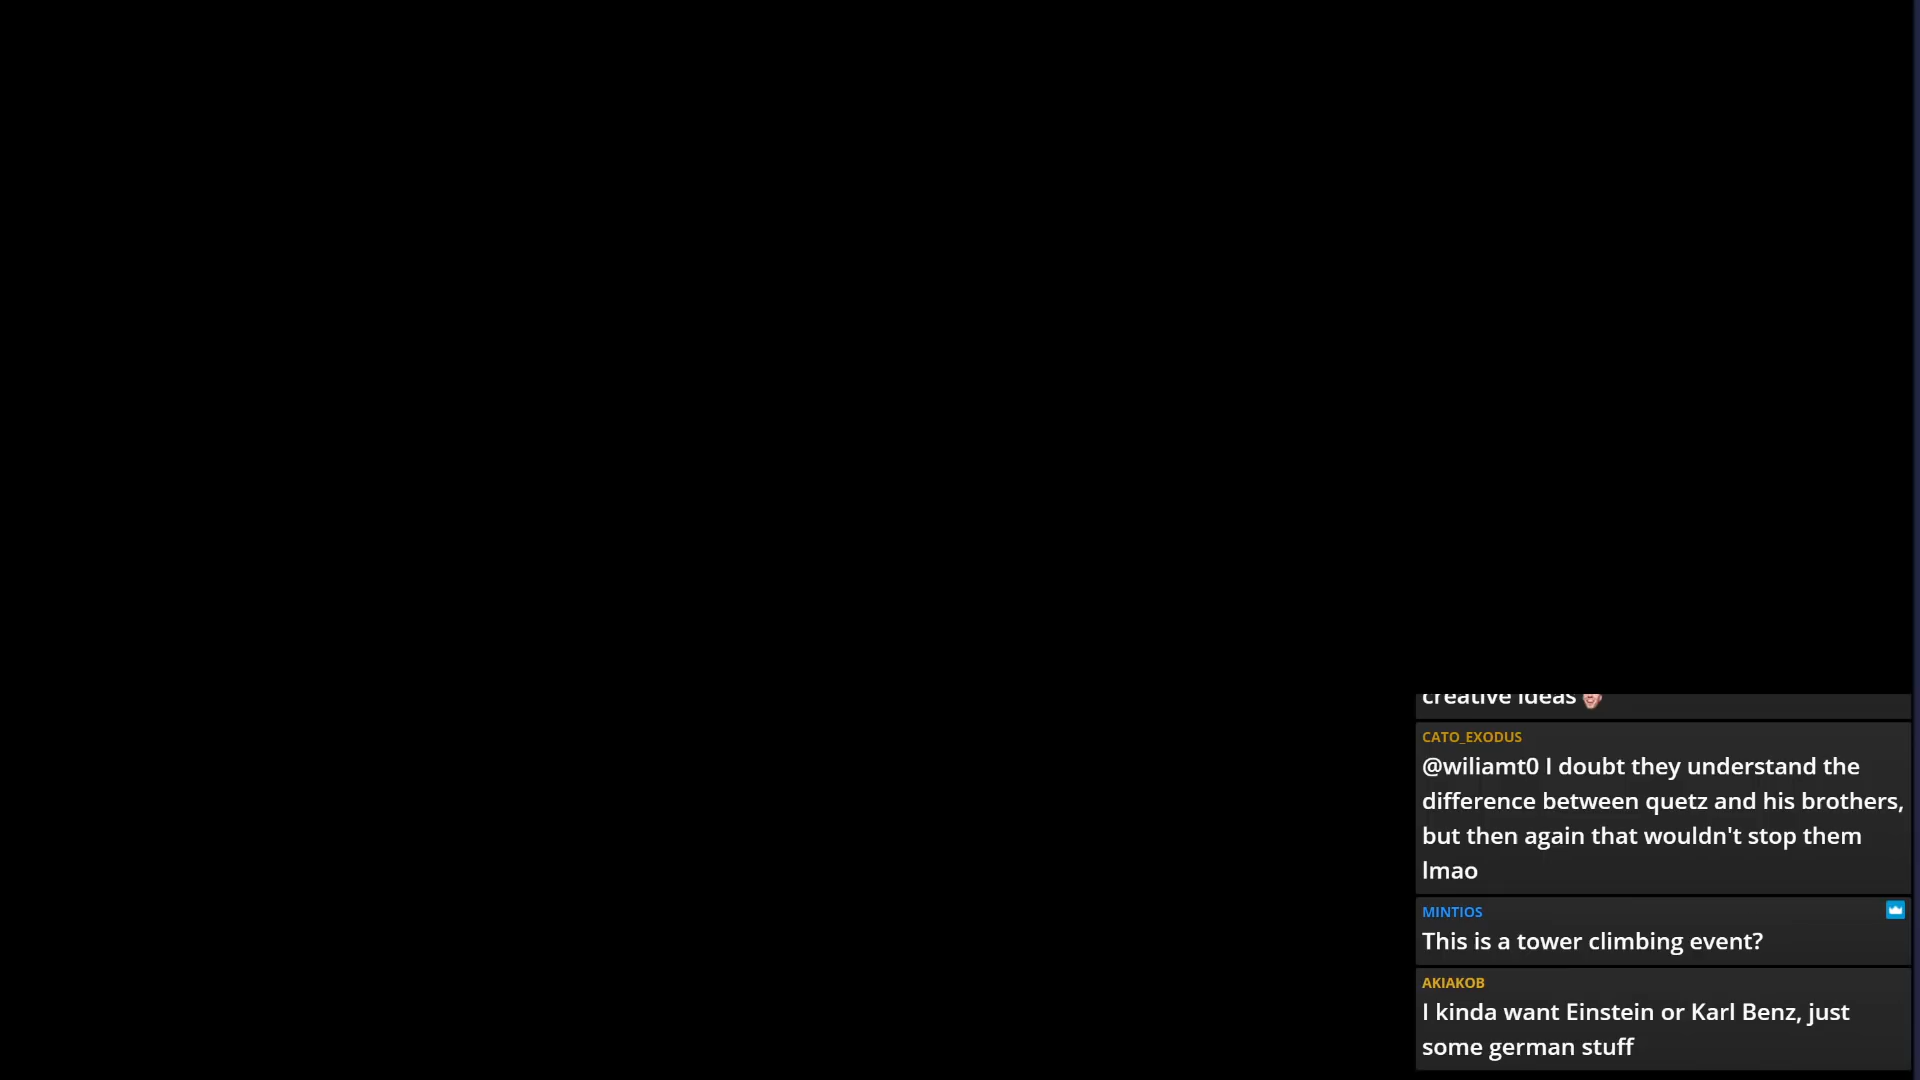 creative ideas
CATO_EXODUS
@wiliamt0 I doubt they understand the
difference between quetz and his brothers,
but then again that wouldn't stop them
lmao
MINTIOS
This is a tower climbing event?
AKIAKOB
I kinda want Einstein or Karl Benz, just
some german stuff